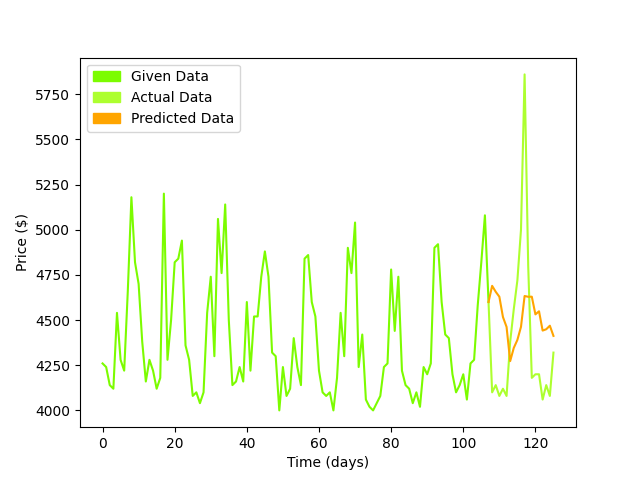 Given Data
Actual Data
Predicted Data
Price ($)
5750
5500
5250
5000
4750
4500
4250
4000
0 20 40 60 80 100 120
Time (days)